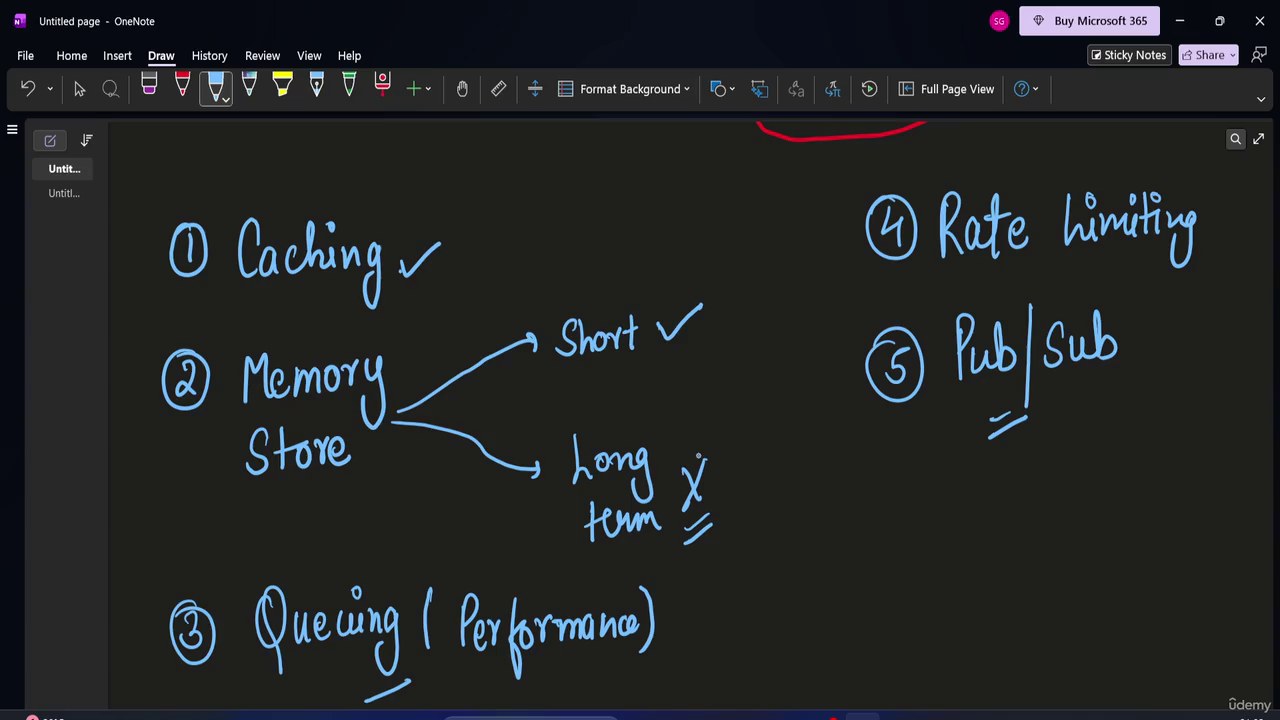 Untitled page - OneNote
SG
Buy Microsoft 365
File Home Insert Draw History Review View Help
Sticky Notes
Share
Format Background
Full Page View
Untit...
Untitl...
① Caching ✓
② Memory
Store
Short ✓
Long
term X
③ Queuing (Performance)
④ Rate Limiting
⑤ Pub/Sub
ûdemy